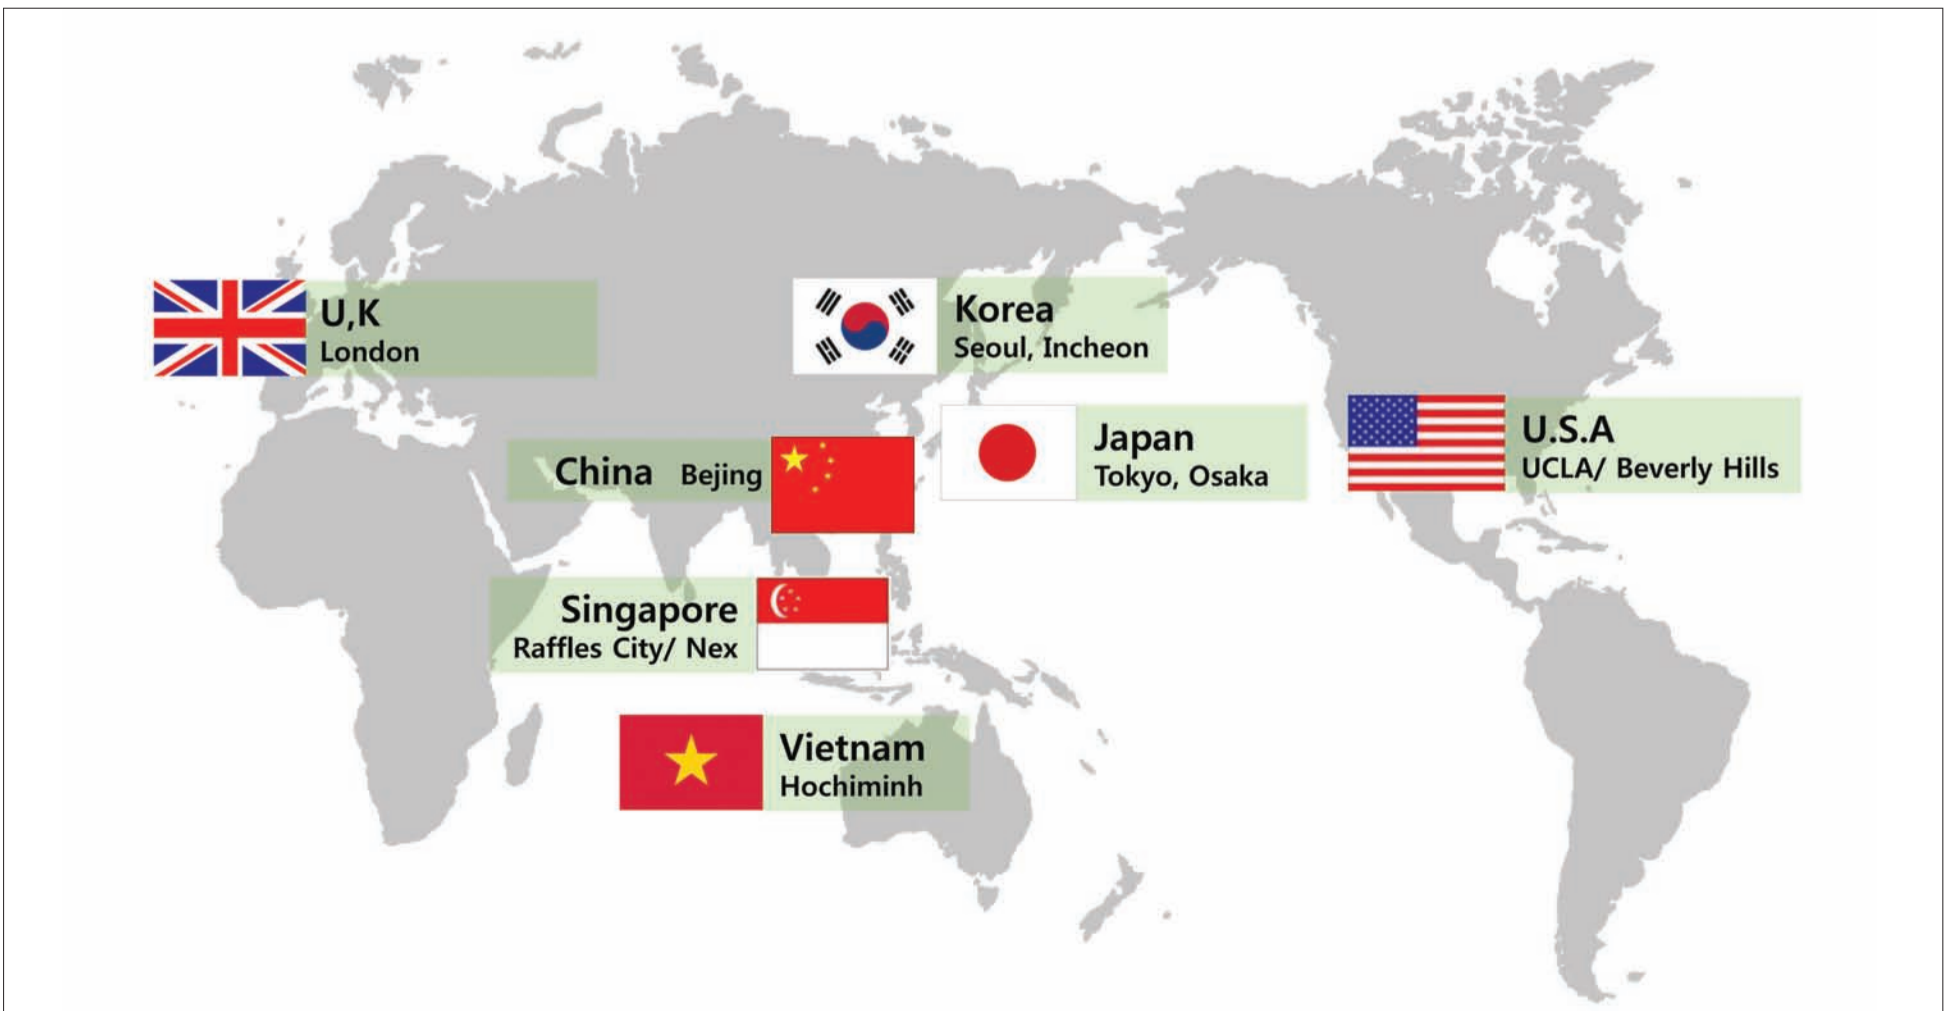 U,K
London
Korea
Seoul, Incheon
Japan
Tokyo, Osaka
U.S.A
UCLA/ Beverly Hills
China Bejing
Singapore
Raffles City/ Nex
Vietnam
Hochiminh